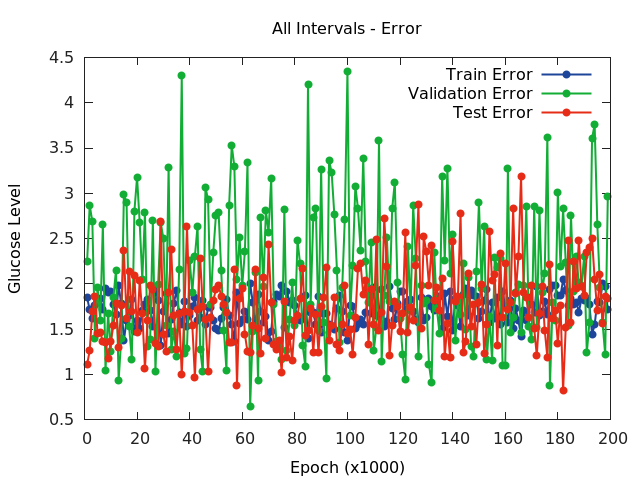 All Intervals - Error
Train Error
Validation Error
Test Error
Glucose Level
4.5
4
3.5
3
2.5
2
1.5
1
0.5
0 20 40 60 80 100 120 140 160 180 200
Epoch (x1000)